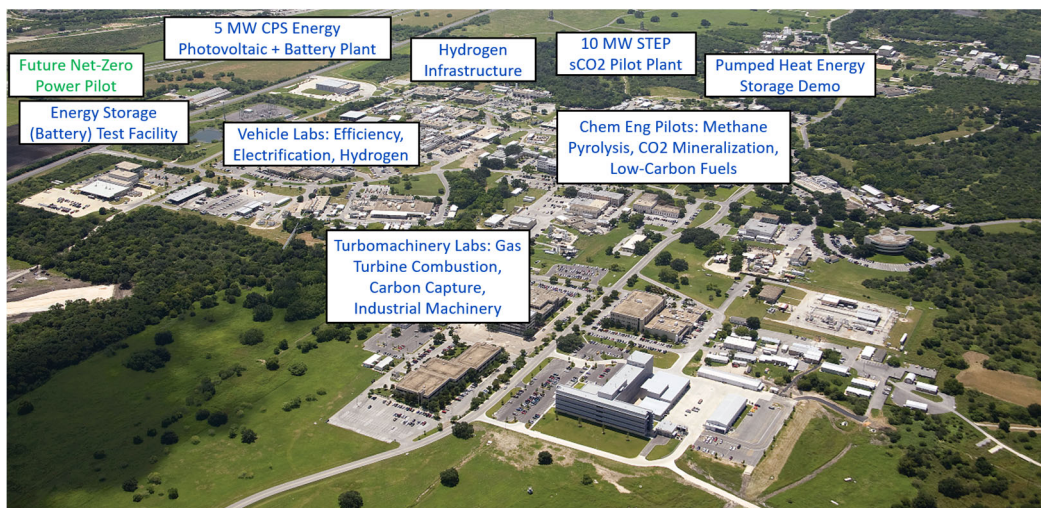 5 MW CPS Energy
Photovoltaic + Battery Plant
Hydrogen
Infrastructure
10 MW STEP
sCO2 Pilot Plant
Pumped Heat Energy
Storage Demo
Future Net-Zero
Power Pilot
Energy Storage
(Battery) Test Facility
Vehicle Labs: Efficiency,
Electrification, Hydrogen
Chem Eng Pilots: Methane
Pyrolysis, CO2 Mineralization,
Low-Carbon Fuels
Turbomachinery Labs: Gas
Turbine Combustion,
Carbon Capture,
Industrial Machinery